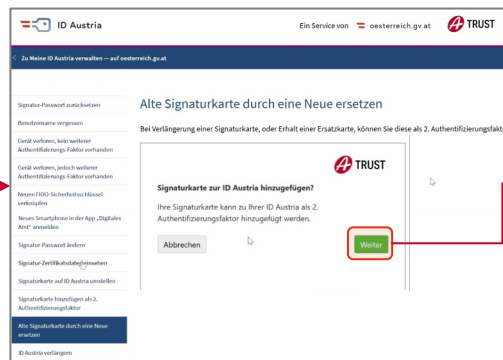 ID Austria
Ein Service von oesterreich.gv.at
A TRUST
Zu Meine ID Austria verwalten — auf oesterreich.gv.at
Signatur-Passwort zurücksetzen
Benutzername vergessen
Gerät verloren, kein weiterer
Authentifizierungs-Faktor vorhanden
Gerät verloren, jedoch weiterer
Authentifizierungs-Faktor vorhanden
Neuen FIDO-Sicherheitsschlüssel
verknüpfen
Neues Smartphone in der App „Digitales
Amt“ anmelden
Signatur-Passwort ändern
Signatur-Zertifikatsdaten einsehen
Signaturkarte auf ID Austria umstellen
Signaturkarte hinzufügen als 2.
Authentifizierungsfaktor
Alte Signaturkarte durch eine Neue
ersetzen
ID Austria verlängern
Alte Signaturkarte durch eine Neue ersetzen
Bei Verlängerung einer Signaturkarte, oder Erhalt einer Ersatzkarte, können Sie diese als 2. Authentifizierungsfakt
A TRUST
Signaturkarte zur ID Austria hinzugefügen?
Ihre Signaturkarte kann zu Ihrer ID Austria als 2.
Authentifizierungsfaktor hinzugefügt werden.
Abbrechen
Weiter